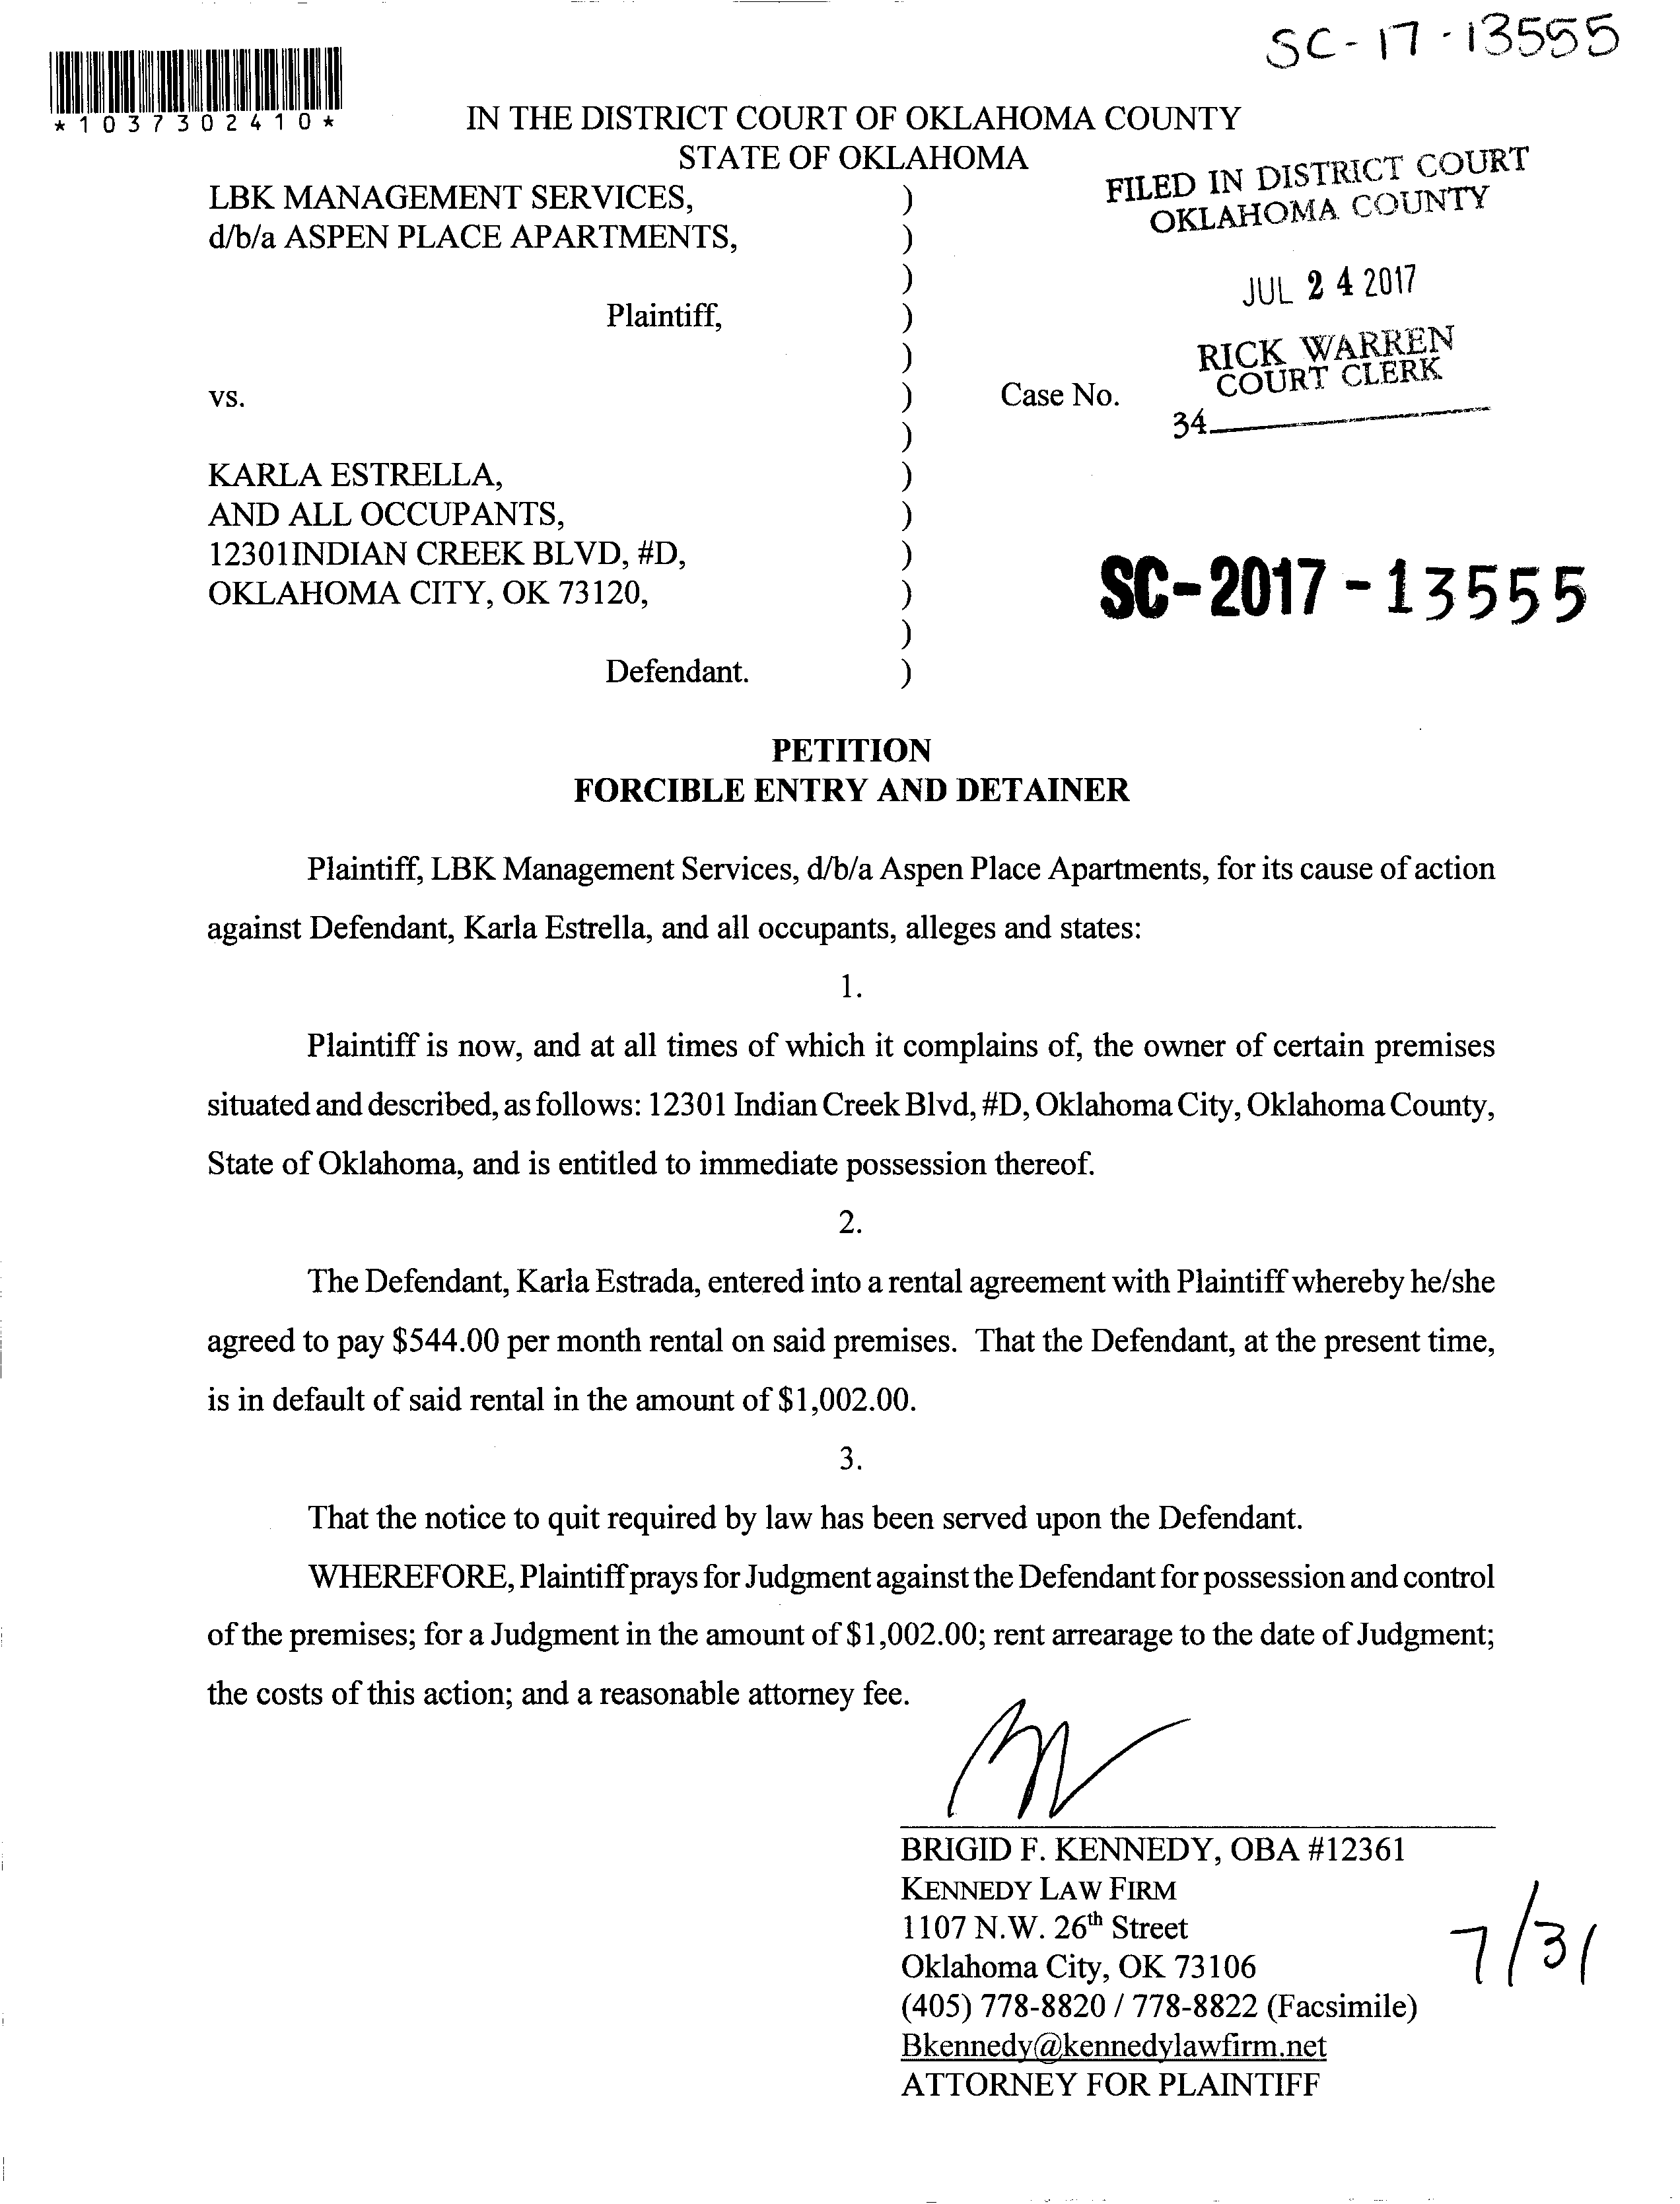 SC-17-13555
*1037302410*
IN THE DISTRICT COURT OF OKLAHOMA COUNTY
STATE OF OKLAHOMA
FILED IN DISTRICT COURT
OKLAHOMA COUNTY
LBK MANAGEMENT SERVICES, )
d/b/a ASPEN PLACE APARTMENTS, )
)
JUL 24 2017
Plaintiff, )
)
RICK WARREN
COURT CLERK
vs. ) Case No.
34
)
KARLA ESTRELLA, )
AND ALL OCCUPANTS, )
12301INDIAN CREEK BLVD, #D, )
OKLAHOMA CITY, OK 73120, )
SC-2017-13555
)
Defendant. )
PETITION
FORCIBLE ENTRY AND DETAINER
Plaintiff, LBK Management Services, d/b/a Aspen Place Apartments, for its cause of action
against Defendant, Karla Estrella, and all occupants, alleges and states:
1.
Plaintiff is now, and at all times of which it complains of, the owner of certain premises
situated and described, as follows: 12301 Indian Creek Blvd, #D, Oklahoma City, Oklahoma County,
State of Oklahoma, and is entitled to immediate possession thereof.
2.
The Defendant, Karla Estrada, entered into a rental agreement with Plaintiff whereby he/she
agreed to pay $544.00 per month rental on said premises. That the Defendant, at the present time,
is in default of said rental in the amount of $1,002.00.
3.
That the notice to quit required by law has been served upon the Defendant.
WHEREFORE, Plaintiff prays for Judgment against the Defendant for possession and control
of the premises; for a Judgment in the amount of $1,002.00; rent arrearage to the date of Judgment;
the costs of this action; and a reasonable attorney fee.
BRIGID F. KENNEDY, OBA #12361
KENNEDY LAW FIRM
1107 N.W. 26th Street
Oklahoma City, OK 73106
7/31
(405) 778-8820 / 778-8822 (Facsimile)
Bkennedy@kennedylawfirm.net
ATTORNEY FOR PLAINTIFF